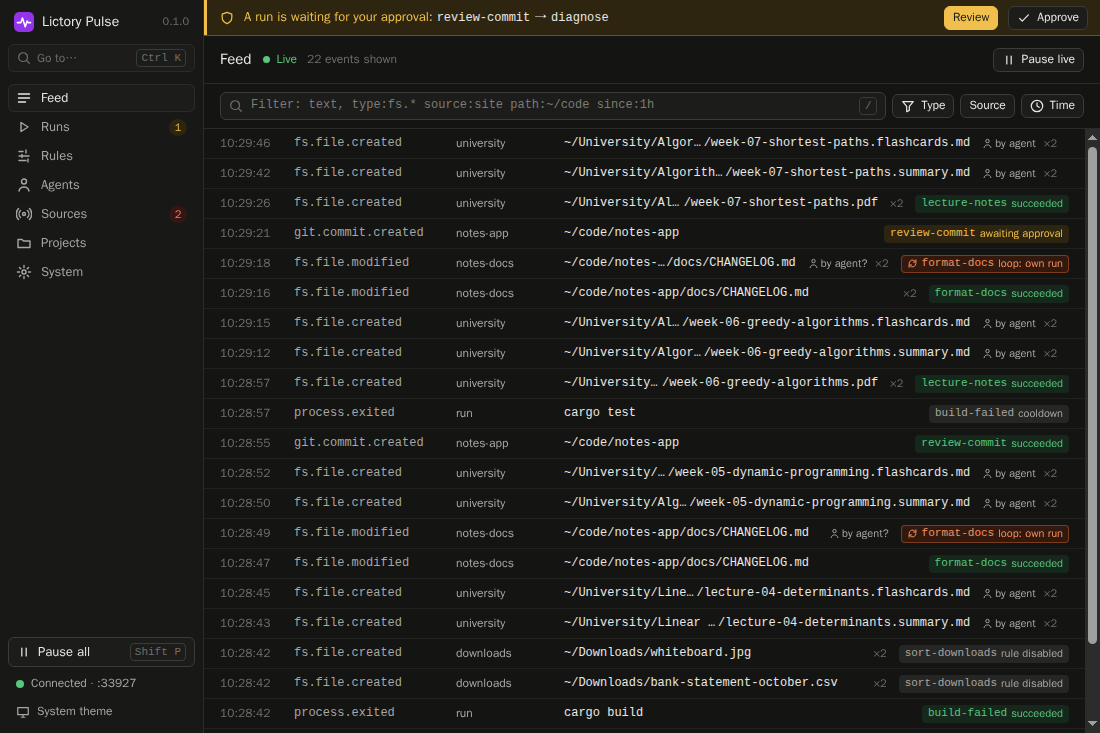 Lictory Pulse 0.1.0
A run is waiting for your approval: review-commit → diagnose
Review
Approve
Go to···
Ctrl K
Feed
Runs 1
Rules
Agents
Sources 2
Projects
System
Pause all Shift P
Connected · :33927
System theme
Feed Live 22 events shown
Pause live
Filter: text, type:fs.* source:site path:~/code since:1h /
Type
Source
Time
10:29:46 fs.file.created university ~/University/Algor…/week-07-shortest-paths.flashcards.md by agent ×2
10:29:42 fs.file.created university ~/University/Algorith…/week-07-shortest-paths.summary.md by agent ×2
10:29:26 fs.file.created university ~/University/Al…/week-07-shortest-paths.pdf ×2 lecture-notes succeeded
10:29:21 git.commit.created notes-app ~/code/notes-app review-commit awaiting approval
10:29:18 fs.file.modified notes-docs ~/code/notes-…/docs/CHANGELOG.md by agent? ×2 format-docs loop: own run
10:29:16 fs.file.modified notes-docs ~/code/notes-app/docs/CHANGELOG.md ×2 format-docs succeeded
10:29:15 fs.file.created university ~/University/Al…/week-06-greedy-algorithms.flashcards.md by agent ×2
10:29:12 fs.file.created university ~/University/Algor…/week-06-greedy-algorithms.summary.md by agent ×2
10:28:57 fs.file.created university ~/University…/week-06-greedy-algorithms.pdf ×2 lecture-notes succeeded
10:28:57 process.exited run cargo test build-failed cooldown
10:28:55 git.commit.created notes-app ~/code/notes-app review-commit succeeded
10:28:52 fs.file.created university ~/University/…/week-05-dynamic-programming.flashcards.md by agent ×2
10:28:50 fs.file.created university ~/University/Alg…/week-05-dynamic-programming.summary.md by agent ×2
10:28:49 fs.file.modified notes-docs ~/code/notes-app/docs/CHANGELOG.md by agent? format-docs loop: own run
10:28:47 fs.file.modified notes-docs ~/code/notes-app/docs/CHANGELOG.md format-docs succeeded
10:28:45 fs.file.created university ~/University/Line…/lecture-04-determinants.flashcards.md by agent ×2
10:28:43 fs.file.created university ~/University/Linear …/lecture-04-determinants.summary.md by agent ×2
10:28:42 fs.file.created downloads ~/Downloads/whiteboard.jpg ×2 sort-downloads rule disabled
10:28:42 fs.file.created downloads ~/Downloads/bank-statement-october.csv ×2 sort-downloads rule disabled
10:28:42 process.exited run cargo build build-failed succeeded